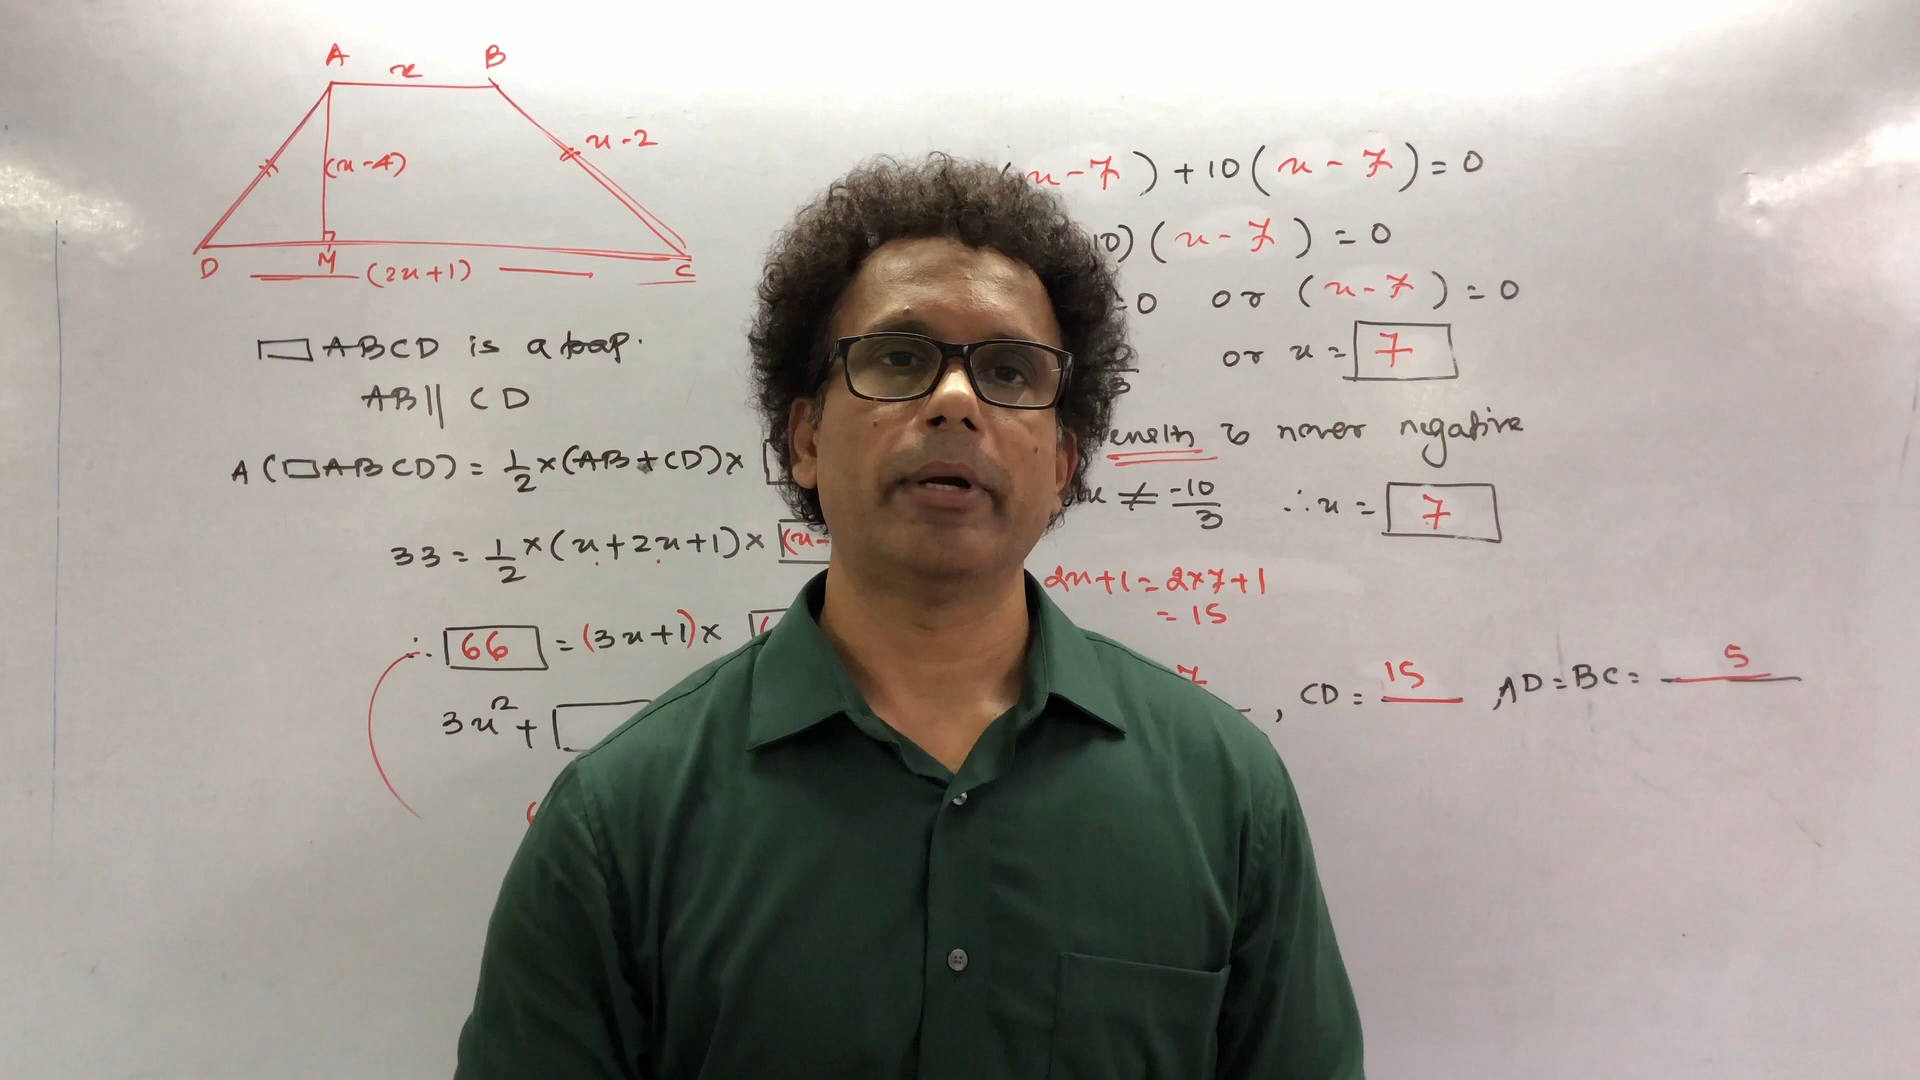 A B
x
(x-4)
x-2
D M C
(2x+1)
□ ABCD is a trap.
AB || CD
A(□ABCD) = 1/2 × (AB + CD) ×
33 = 1/2 × (x + 2x + 1) × (x-
∴ 66 = (3x+1) ×
3x² +
x-7) + 10(x-7) = 0
10)(x-7) = 0
=0 or (x-7) = 0
or x = 7
never negative
x ≠ -10/3 ∴ x = 7
2x+1 = 2×7+1
= 15
7, CD = 15, AD = BC = 5